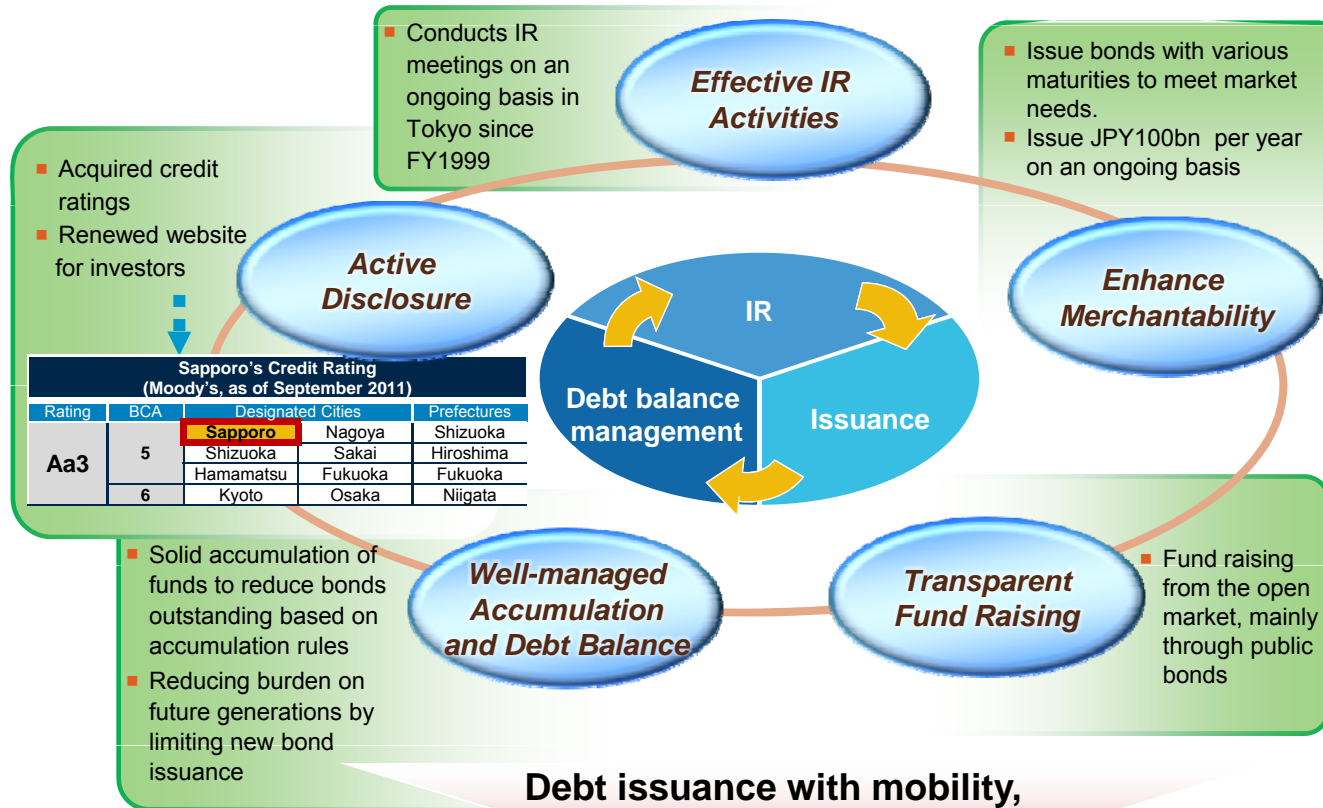 ■ Conducts IR
meetings on an
ongoing basis in
Tokyo since
FY1999
Effective IR
Activities
■ Issue bonds with various
maturities to meet market
needs.
■ Issue JPY100bn per year
on an ongoing basis
■ Acquired credit
ratings
■ Renewed website
for investors
Active
Disclosure
Enhance
Merchantability
IR
Debt balance
management
Issuance
Sapporo's Credit Rating
(Moody's, as of September 2011)
Rating BCA Designated Cities Prefectures
Aa3 5 Sapporo Nagoya Shizuoka
Shizuoka Sakai Hiroshima
Hamamatsu Fukuoka Fukuoka
6 Kyoto Osaka Niigata
■ Solid accumulation of
funds to reduce bonds
outstanding based on
accumulation rules
■ Reducing burden on
future generations by
limiting new bond
issuance
Well-managed
Accumulation
and Debt Balance
Transparent
Fund Raising
■ Fund raising
from the open
market, mainly
through public
bonds
Debt issuance with mobility,